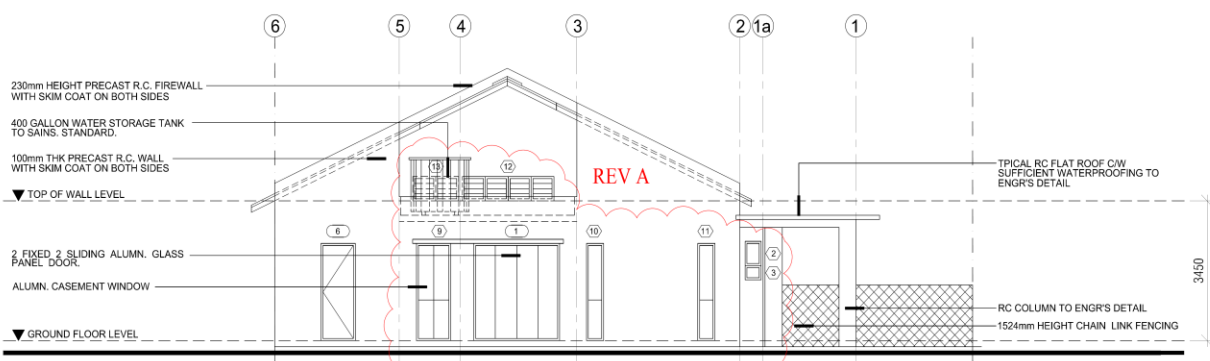 6 5 4 3 2 1a 1
230mm HEIGHT PRECAST R.C. FIREWALL
WITH SKIM COAT ON BOTH SIDES
400 GALLON WATER STORAGE TANK
TO SAINS. STANDARD.
100mm THK PRECAST R.C. WALL
WITH SKIM COAT ON BOTH SIDES
13 12
REV A
TPICAL RC FLAT ROOF C/W
SUFFICIENT WATERPROOFING TO
ENGR'S DETAIL
TOP OF WALL LEVEL
6 9 1 10 11
2
3
2 FIXED 2 SLIDING ALUMN. GLASS
PANEL DOOR.
ALUMN. CASEMENT WINDOW
3450
RC COLUMN TO ENGR'S DETAIL
1524mm HEIGHT CHAIN LINK FENCING
GROUND FLOOR LEVEL